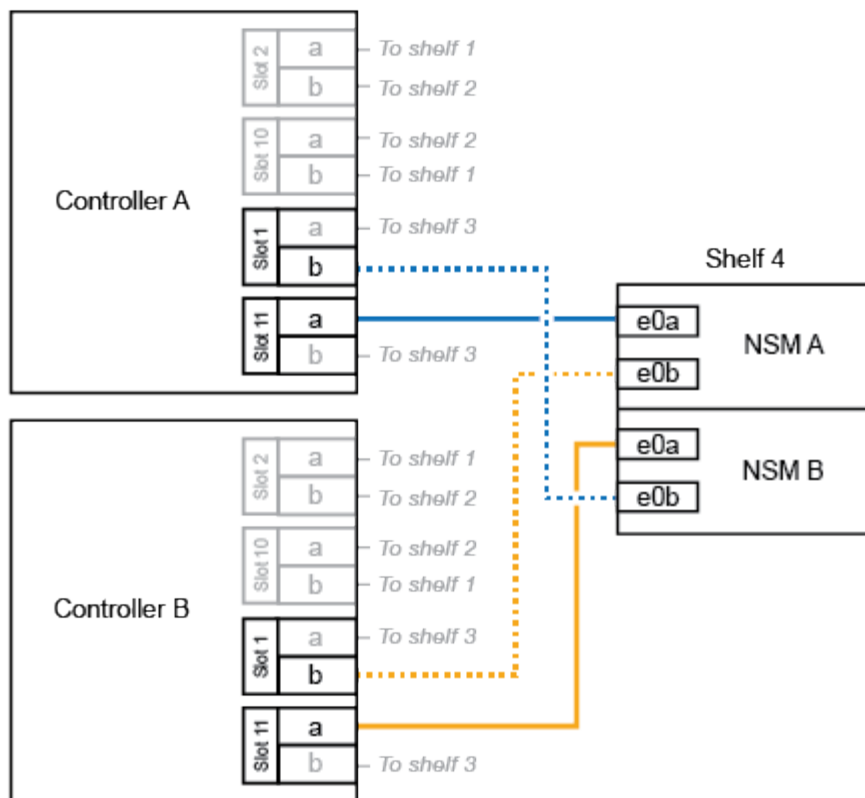 Controller A
Slot 2
a
To shelf 1
b
To shelf 2
Slot 10
a
To shelf 2
b
To shelf 1
Slot 1
a
To shelf 3
b
Slot 11
a
b
To shelf 3
Controller B
Slot 2
a
To shelf 1
b
To shelf 2
Slot 10
a
To shelf 2
b
To shelf 1
Slot 1
a
To shelf 3
b
Slot 11
a
b
To shelf 3
Shelf 4
e0a
NSM A
e0b
e0a
NSM B
e0b